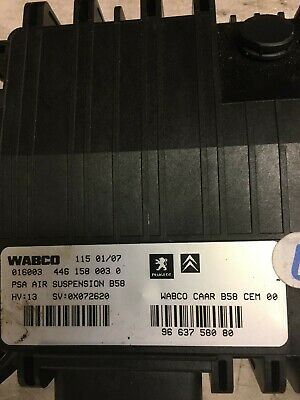 WABCO 115 01/07
016003 446 158 003 0
PSA AIR SUSPENSION B58
HV:13 SV:0X072620
PEUGEOT
WABCO CAAR B58 CEM 00
96 637 580 80